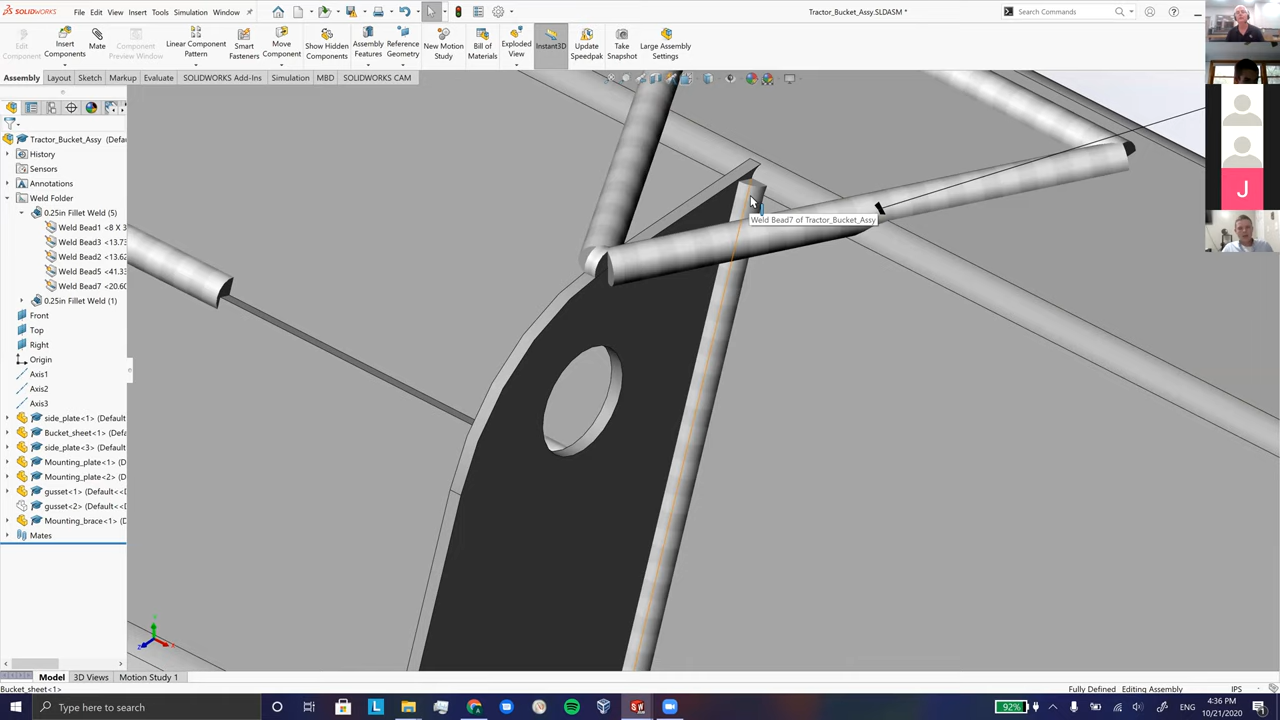 SOLIDWORKS
File
Edit
View
Insert
Tools
Simulation
Window
Tractor_Bucket_Assy.SLDASM *
Search Commands
Edit Component
Insert Components
Mate
Component Preview Window
Linear Component Pattern
Smart Fasteners
Move Component
Show Hidden Components
Assembly Features
Reference Geometry
New Motion Study
Bill of Materials
Exploded View
Instant3D
Update Speedpak
Take Snapshot
Large Assembly Settings
Assembly
Layout
Sketch
Markup
Evaluate
SOLIDWORKS Add-Ins
Simulation
MBD
SOLIDWORKS CAM
Tractor_Bucket_Assy (Defau
History
Sensors
Annotations
Weld Folder
0.25in Fillet Weld (5)
Weld Bead1 <8 X 3
Weld Bead3 <13.73
Weld Bead2 <13.62
Weld Bead5 <41.33
Weld Bead7 <20.60
0.25in Fillet Weld (1)
Front
Top
Right
Origin
Axis1
Axis2
Axis3
side_plate<1> (Default
Bucket_sheet<1> (Defa
side_plate<3> (Default
Mounting_plate<1> (D
Mounting_plate<2> (D
gusset<1> (Default<<D
gusset<2> (Default<<D
Mounting_brace<1> (D
Mates
Weld Bead7 of Tractor_Bucket_Assy
J
Model
3D Views
Motion Study 1
Bucket_sheet<1>
Fully Defined
Editing Assembly
IPS
Type here to search
92%
4:36 PM
10/21/2020